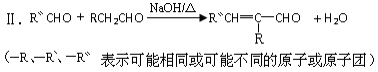 Ⅱ. R〝CHO + RCH₂CHO —NaOH/△→ R〝CH=C—CHO + H₂O
R
(—R、—R`、—R〝 表示可能相同或可能不同的原子或原子团)